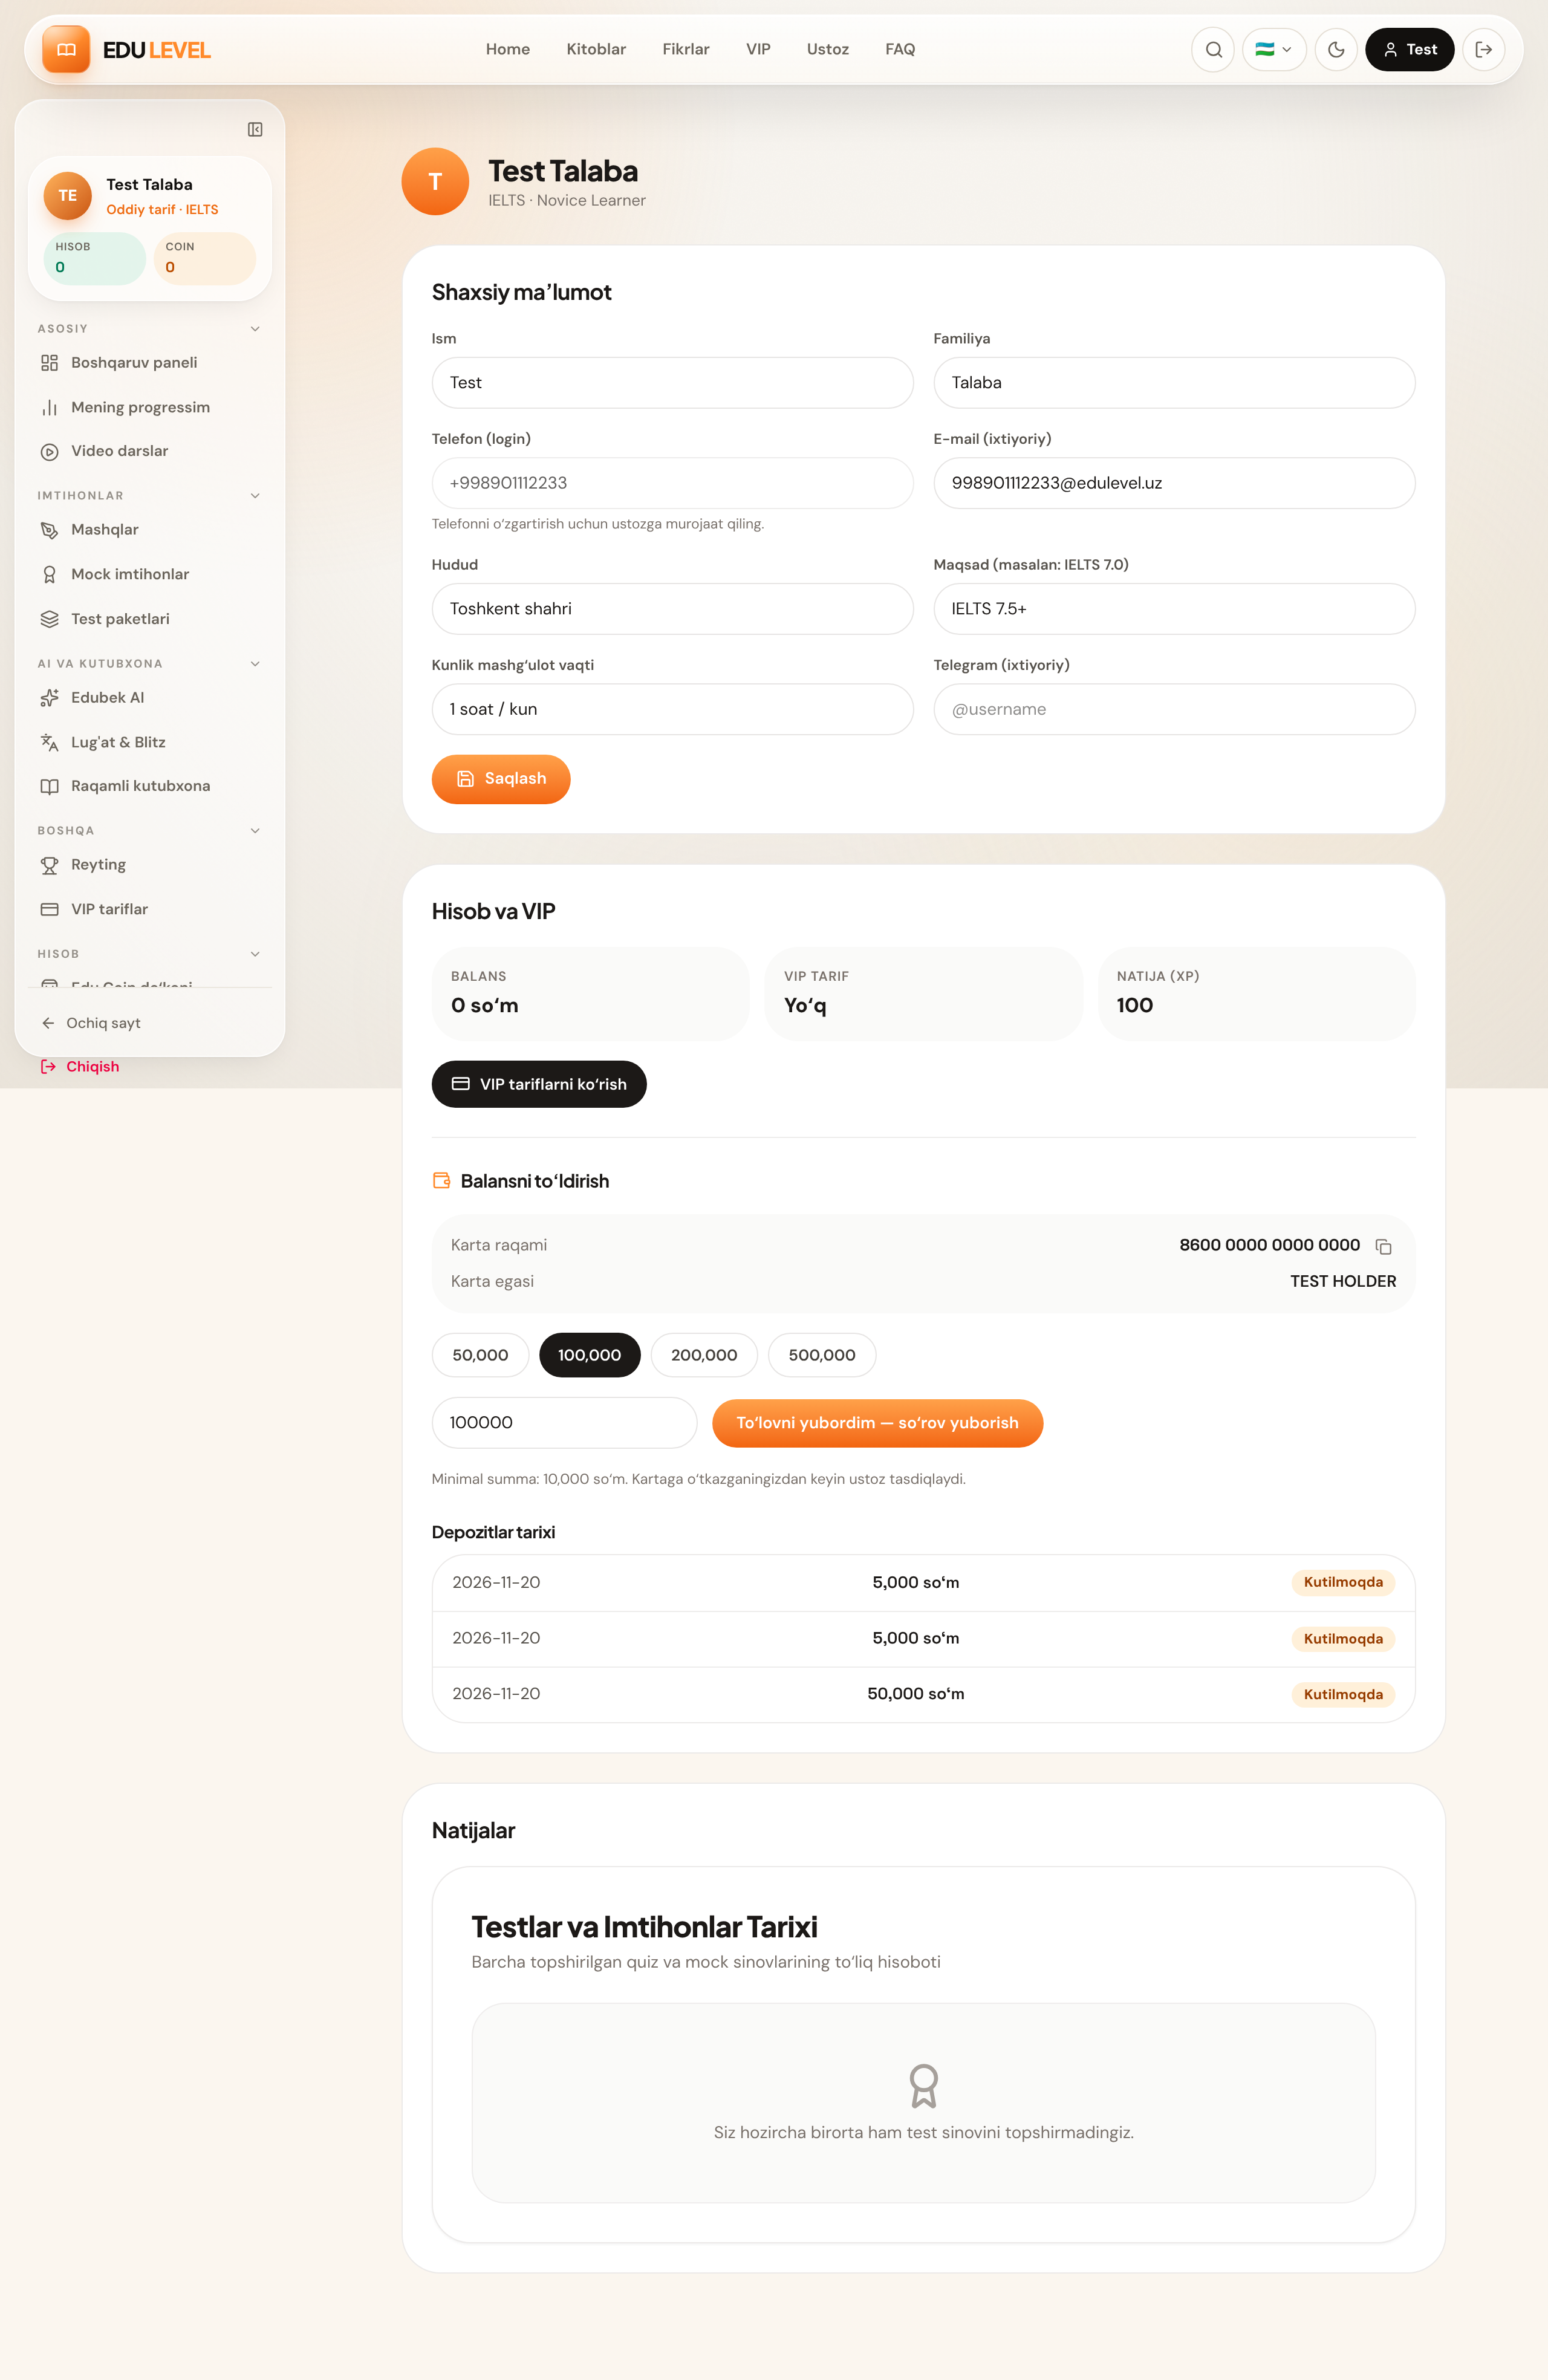 EDU LEVEL
Home Kitoblar Fikrlar VIP Ustoz FAQ
Test
TE
Test Talaba
Oddiy tarif · IELTS
HISOB
0
COIN
0
ASOSIY
Boshqaruv paneli
Mening progressim
Video darslar
IMTIHONLAR
Mashqlar
Mock imtihonlar
Test paketlari
AI VA KUTUBXONA
Edubek AI
Lug'at & Blitz
Raqamli kutubxona
BOSHQA
Reyting
VIP tariflar
HISOB
Edu Coin do‘koni
Ochiq sayt
Chiqish
T
Test Talaba
IELTS · Novice Learner
Shaxsiy ma’lumot
Ism
Test
Familiya
Talaba
Telefon (login)
+998901112233
Telefonni o‘zgartirish uchun ustozga murojaat qiling.
E-mail (ixtiyoriy)
998901112233@edulevel.uz
Hudud
Toshkent shahri
Maqsad (masalan: IELTS 7.0)
IELTS 7.5+
Kunlik mashg‘ulot vaqti
1 soat / kun
Telegram (ixtiyoriy)
@username
Saqlash
Hisob va VIP
BALANS
0 so‘m
VIP TARIF
Yo‘q
NATIJA (XP)
100
VIP tariflarni ko‘rish
Balansni to‘ldirish
Karta raqami 8600 0000 0000 0000
Karta egasi TEST HOLDER
50,000 100,000 200,000 500,000
100000
To‘lovni yubordim — so‘rov yuborish
Minimal summa: 10,000 so‘m. Kartaga o‘tkazganingizdan keyin ustoz tasdiqlaydi.
Depozitlar tarixi
2026-11-20 5,000 so‘m Kutilmoqda
2026-11-20 5,000 so‘m Kutilmoqda
2026-11-20 50,000 so‘m Kutilmoqda
Natijalar
Testlar va Imtihonlar Tarixi
Barcha topshirilgan quiz va mock sinovlarining to‘liq hisoboti
Siz hozircha birorta ham test sinovini topshirmadingiz.